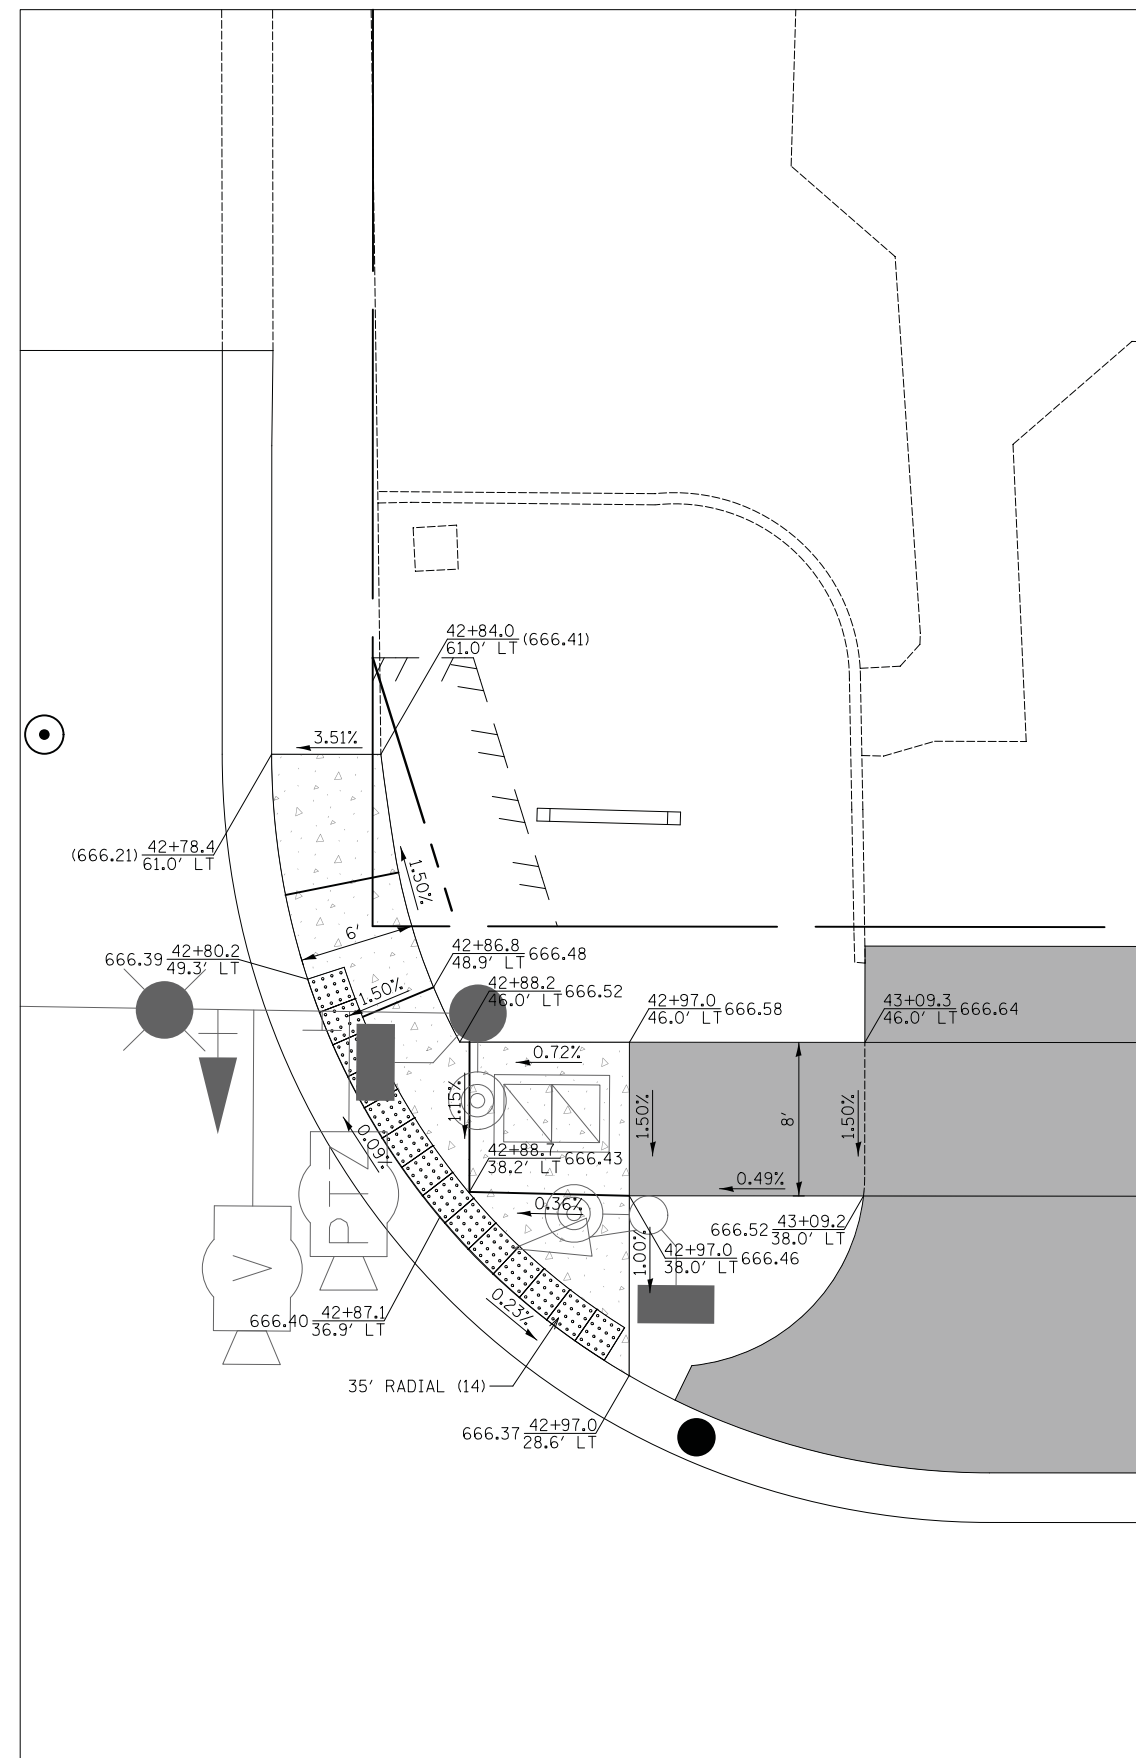 42+84.0
61.0' LT
(666.41)
3.51%
(666.21)
42+78.4
61.0' LT
1.50%
6'
666.39
42+80.2
49.3' LT
42+86.8
48.9' LT
666.48
1.50%
42+88.2
46.0' LT
666.52
42+97.0
46.0' LT
666.58
43+09.3
46.0' LT
666.64
0.72%
1.15%
1.50%
8'
1.50%
0.09%
42+88.7
38.2' LT
666.43
0.49%
PTZ
0.36%
666.52
43+09.2
38.0' LT
42+97.0
38.0' LT
666.46
1.00%
V
0.23%
666.40
42+87.1
36.9' LT
35' RADIAL (14)
666.37
42+97.0
28.6' LT